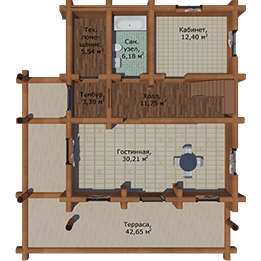 Тех.
поме-
щение,
5,54 м²
Сан.
узел,
6,18 м²
Кабинет,
12,40 м²
Тамбур,
3,30 м²
Холл,
11,75 м²
Гостинная,
30,21 м²
Терраса,
42,65 м²